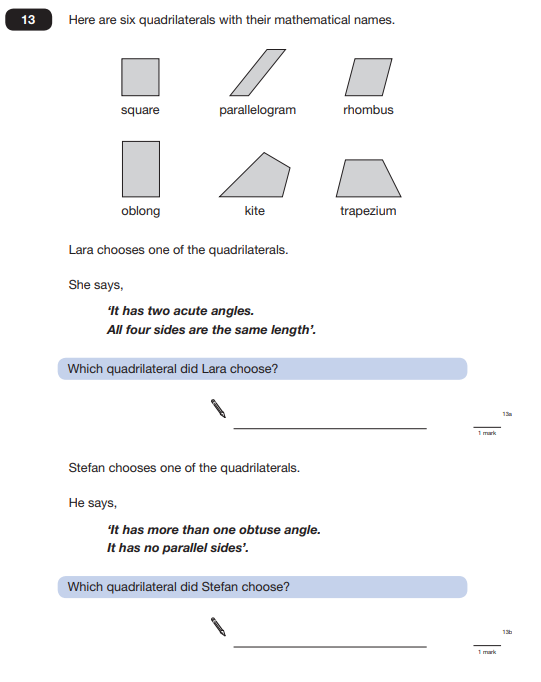 13 Here are six quadrilaterals with their mathematical names.
square parallelogram rhombus
oblong kite trapezium
Lara chooses one of the quadrilaterals.
She says,
‘It has two acute angles.
All four sides are the same length’.
Which quadrilateral did Lara choose?
13a
1 mark
Stefan chooses one of the quadrilaterals.
He says,
‘It has more than one obtuse angle.
It has no parallel sides’.
Which quadrilateral did Stefan choose?
13b
1 mark